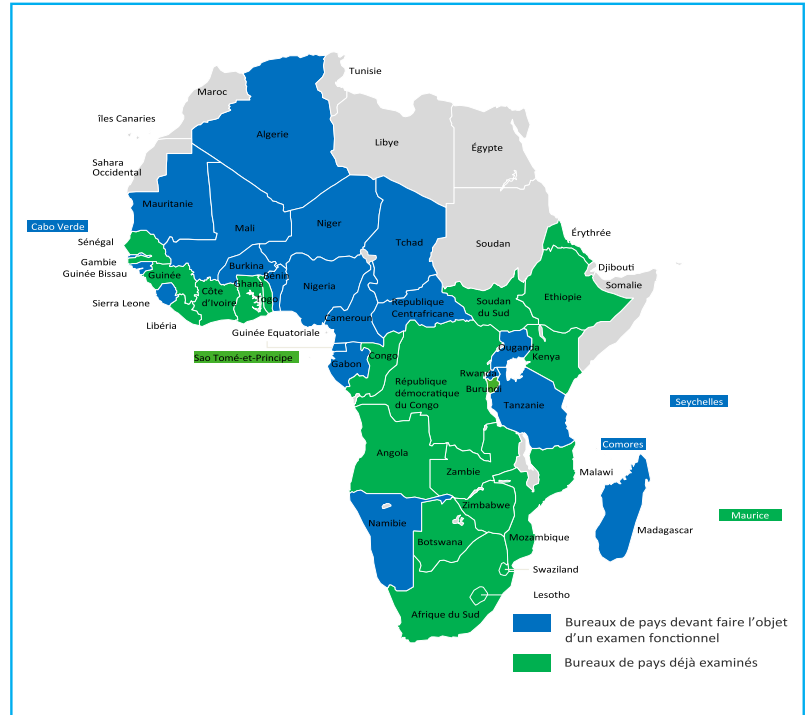 Tunisie
Maroc
îles Canaries
Algerie
Libye
Égypte
Sahara
Occidental
Mauritanie
Mali
Niger
Tchad
Soudan
Cabo Verde
Érythrée
Sénégal
Djibouti
Gambie
Guinée Bissau
Guinée
Burkina
Bénin
Nigeria
Somalie
Côte
d’Ivoire
Ghana
Togo
Ethiopie
Soudan
du Sud
République
Centrafricane
Sierra Leone
Libéria
Cameroun
Guinée Equatoriale
Sao Tomé-et-Principe
Gabon
Congo
Ouganda
Kenya
Rwanda
Burundi
République
démocratique
du Congo
Tanzanie
Seychelles
Comores
Angola
Zambie
Malawi
Zimbabwe
Maurice
Namibie
Mozambique
Madagascar
Botswana
Swaziland
Lesotho
Afrique du Sud
Bureaux de pays devant faire l’objet
d’un examen fonctionnel
Bureaux de pays déjà examinés